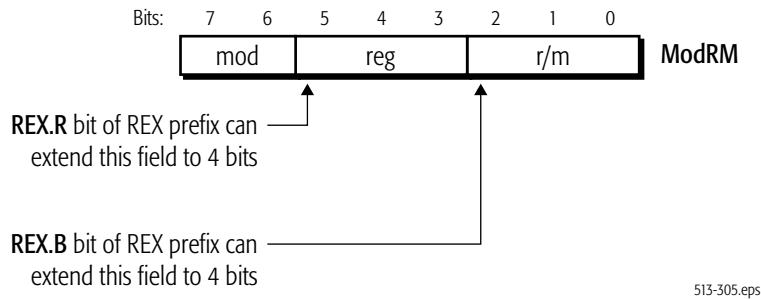 Bits: 7 6 5 4 3 2 1 0
mod reg r/m ModRM
REX.R bit of REX prefix can
extend this field to 4 bits
REX.B bit of REX prefix can
extend this field to 4 bits
513-305.eps